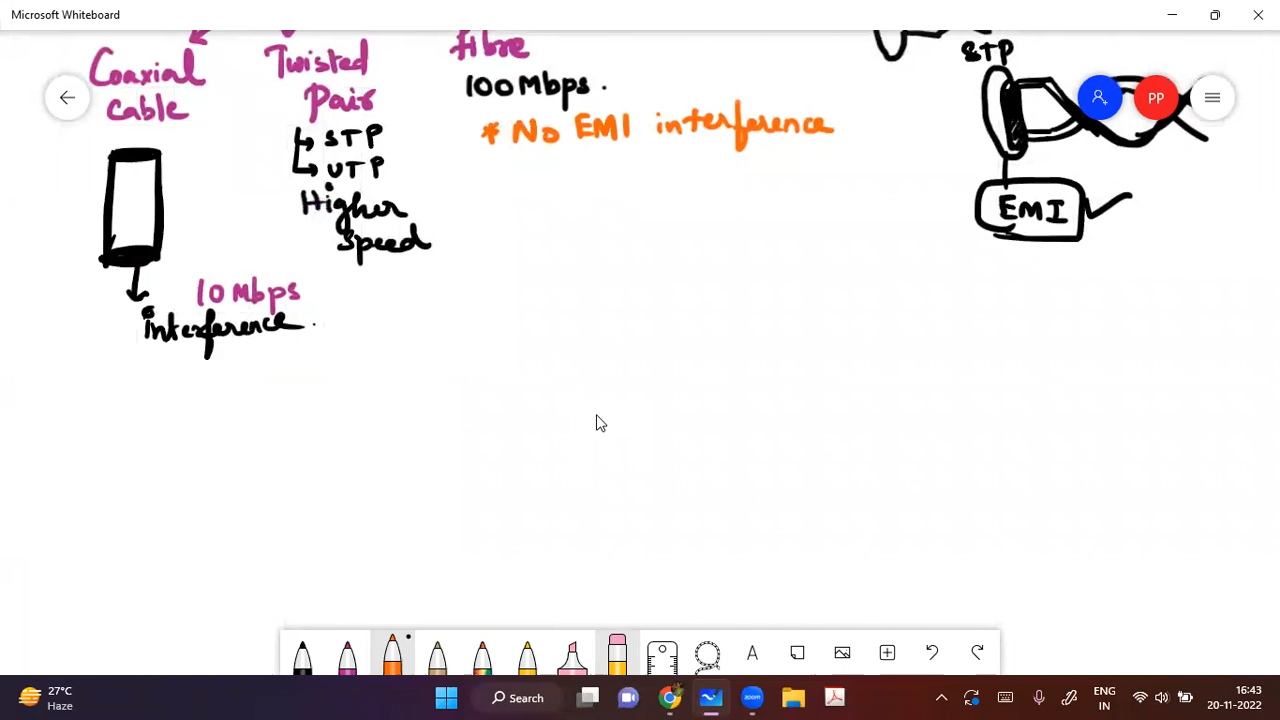 Microsoft Whiteboard
Coaxial
Cable
Twisted
Pair
STP
UTP
Higher
Speed
fibre
100 Mbps.
* No EMI interference
10 Mbps
interference
STP
EMI
PP
A
27°C
Haze
Search
ENG
IN
16:43
20-11-2022